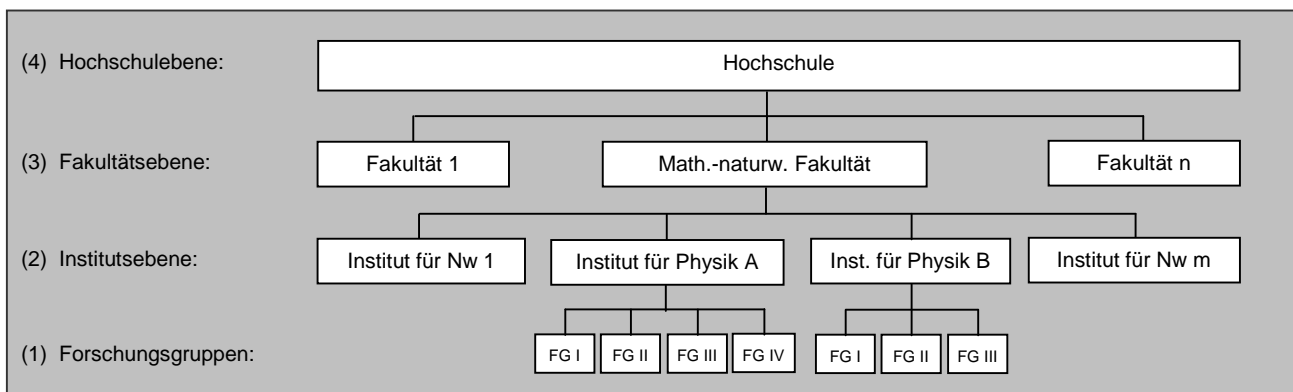 (4) Hochschulebene: Hochschule
(3) Fakultätsebene: Fakultät 1 Math.-naturw. Fakultät Fakultät n
(2) Institutsebene: Institut für Nw 1 Institut für Physik A Inst. für Physik B Institut für Nw m
(1) Forschungsgruppen: FG I FG II FG III FG IV FG I FG II FG III